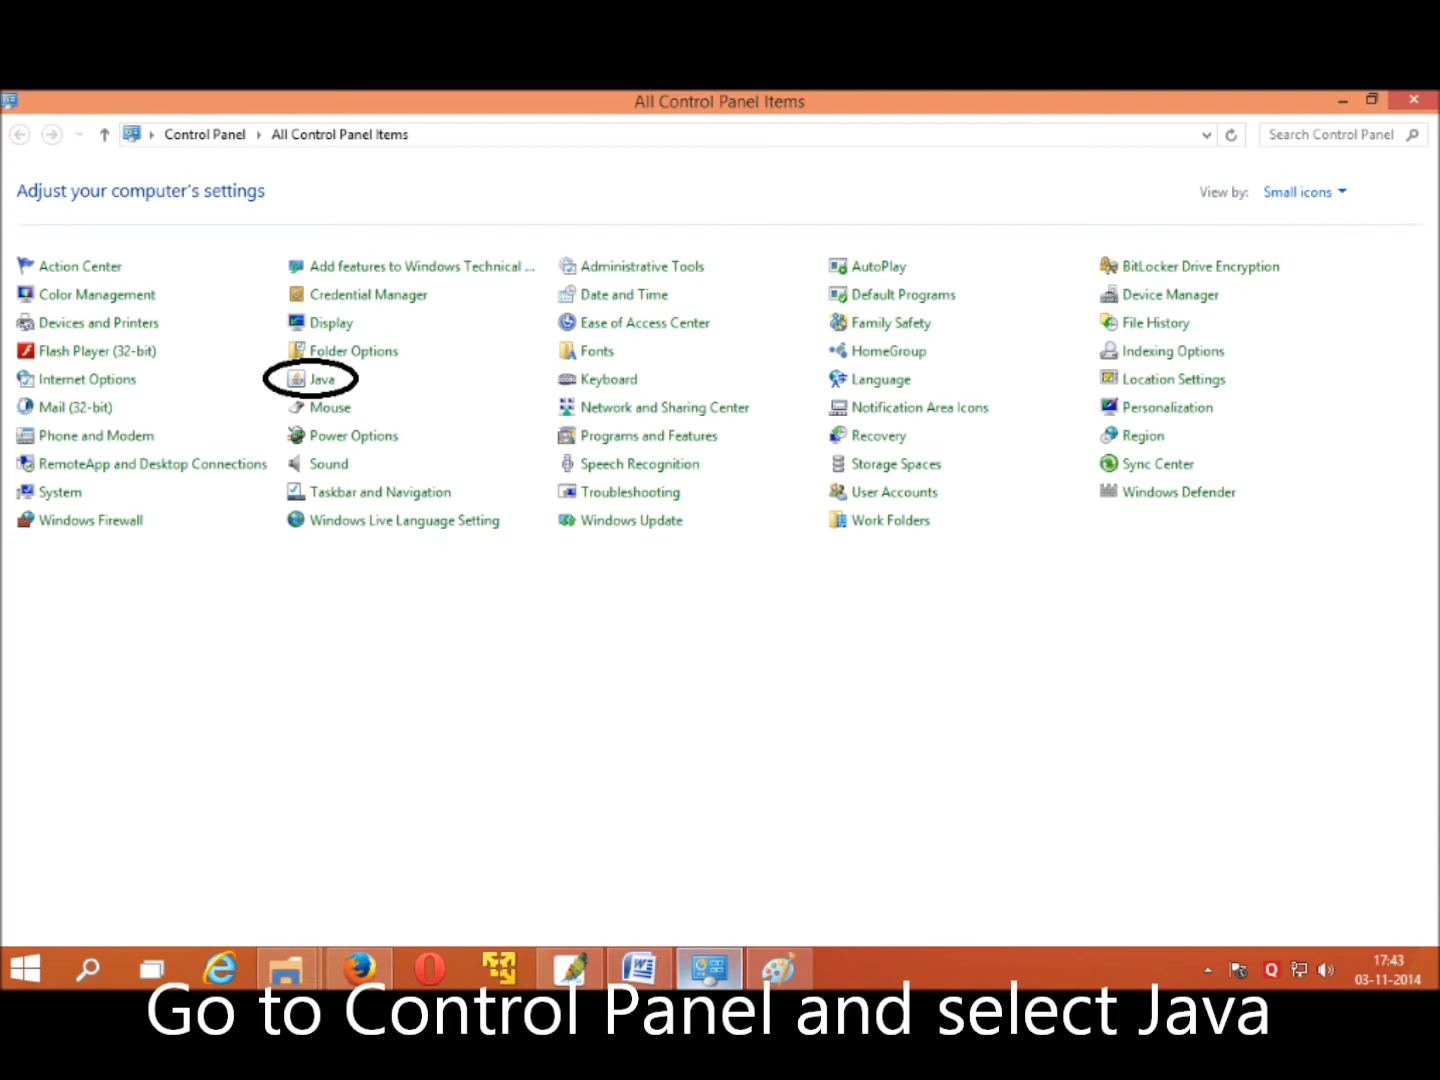 All Control Panel Items
Control Panel All Control Panel Items
Search Control Panel
Adjust your computer's settings
View by: Small icons
Action Center
Add features to Windows Technical ...
Administrative Tools
AutoPlay
BitLocker Drive Encryption
Color Management
Credential Manager
Date and Time
Default Programs
Device Manager
Devices and Printers
Display
Ease of Access Center
Family Safety
File History
Flash Player (32-bit)
Folder Options
Fonts
HomeGroup
Indexing Options
Internet Options
Java
Keyboard
Language
Location Settings
Mail (32-bit)
Mouse
Network and Sharing Center
Notification Area Icons
Personalization
Phone and Modem
Power Options
Programs and Features
Recovery
Region
RemoteApp and Desktop Connections
Sound
Speech Recognition
Storage Spaces
Sync Center
System
Taskbar and Navigation
Troubleshooting
User Accounts
Windows Defender
Windows Firewall
Windows Live Language Setting
Windows Update
Work Folders
17:43
03-11-2014
Go to Control Panel and select Java